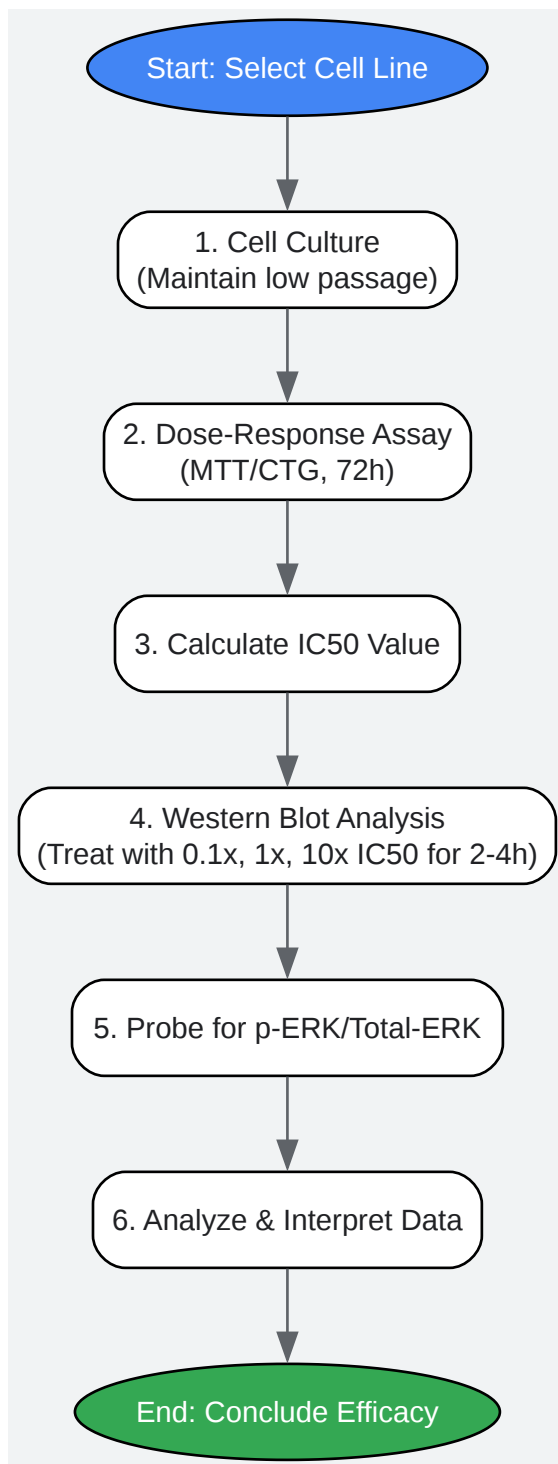 Start: Select Cell Line
1. Cell Culture
(Maintain low passage)
2. Dose-Response Assay
(MTT/CTG, 72h)
3. Calculate IC50 Value
4. Western Blot Analysis
(Treat with 0.1x, 1x, 10x IC50 for 2-4h)
5. Probe for p-ERK/Total-ERK
6. Analyze & Interpret Data
End: Conclude Efficacy